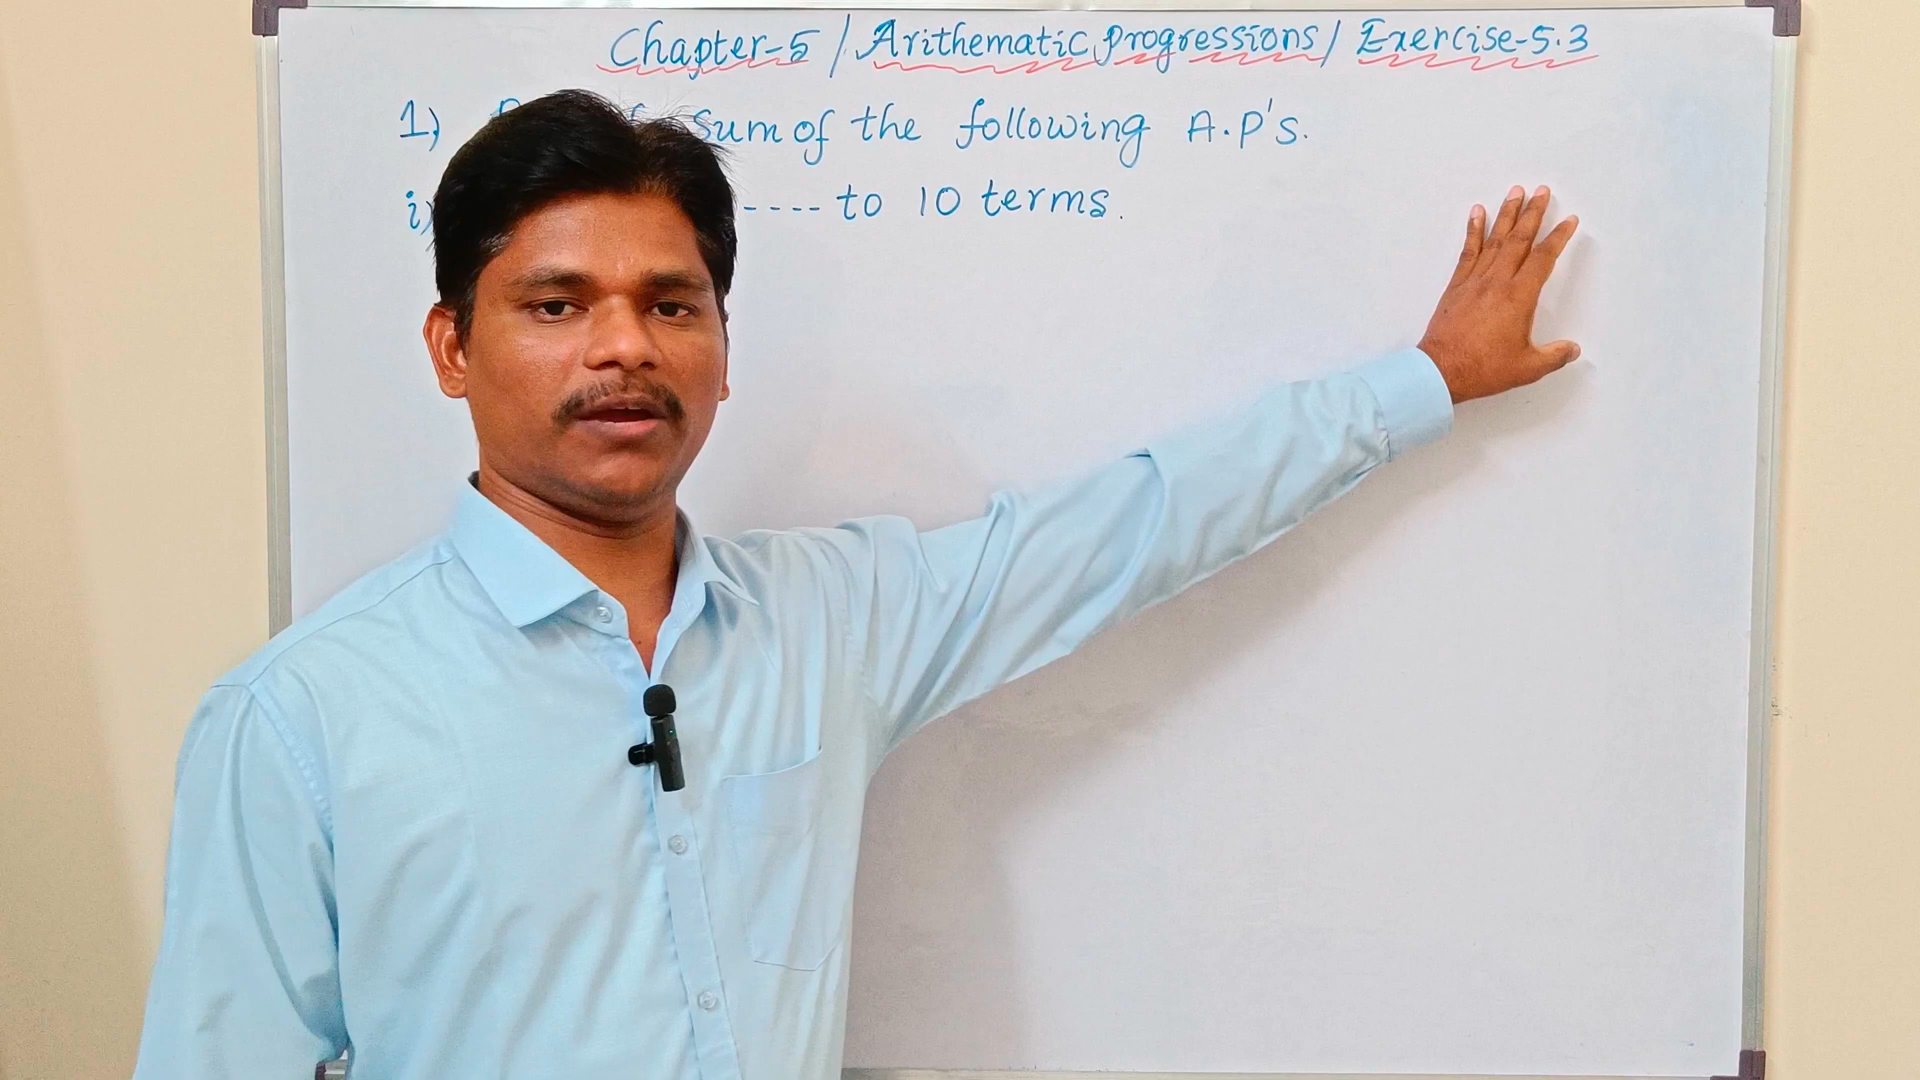 Chapter-5 / Arithematic progressions / Exercise-5.3
1) sum of the following A.P's.
i) ---- to 10 terms.